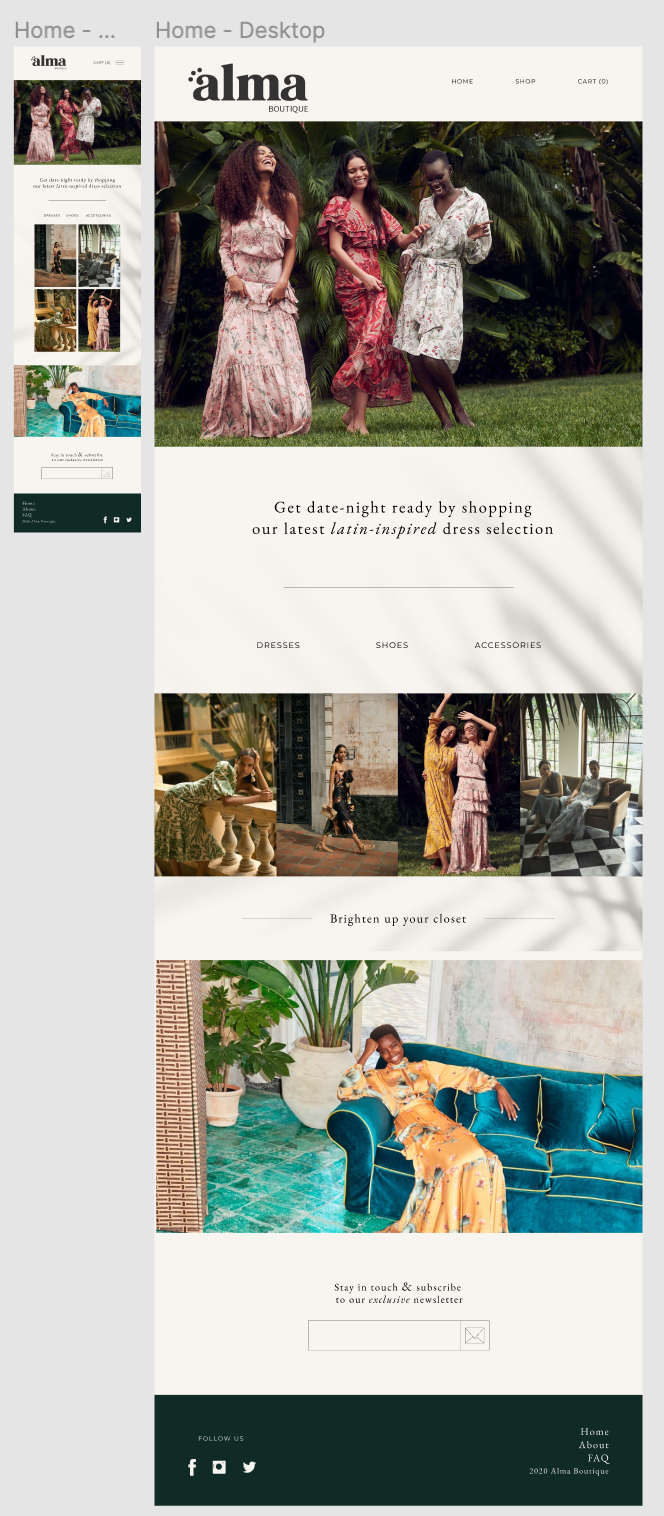 Home - ...
Home - Desktop
alma
BOUTIQUE
CART (0)
Get date-night ready by shopping
our latest latin-inspired dress selection
DRESSES SHOES ACCESSORIES
Stay in touch & subscribe
to our exclusive newsletter
Home
About
FAQ
2020 Alma Boutique
alma
BOUTIQUE
HOME SHOP CART (0)
Get date-night ready by shopping
our latest latin-inspired dress selection
DRESSES SHOES ACCESSORIES
Brighten up your closet
Stay in touch & subscribe
to our exclusive newsletter
FOLLOW US
Home
About
FAQ
2020 Alma Boutique